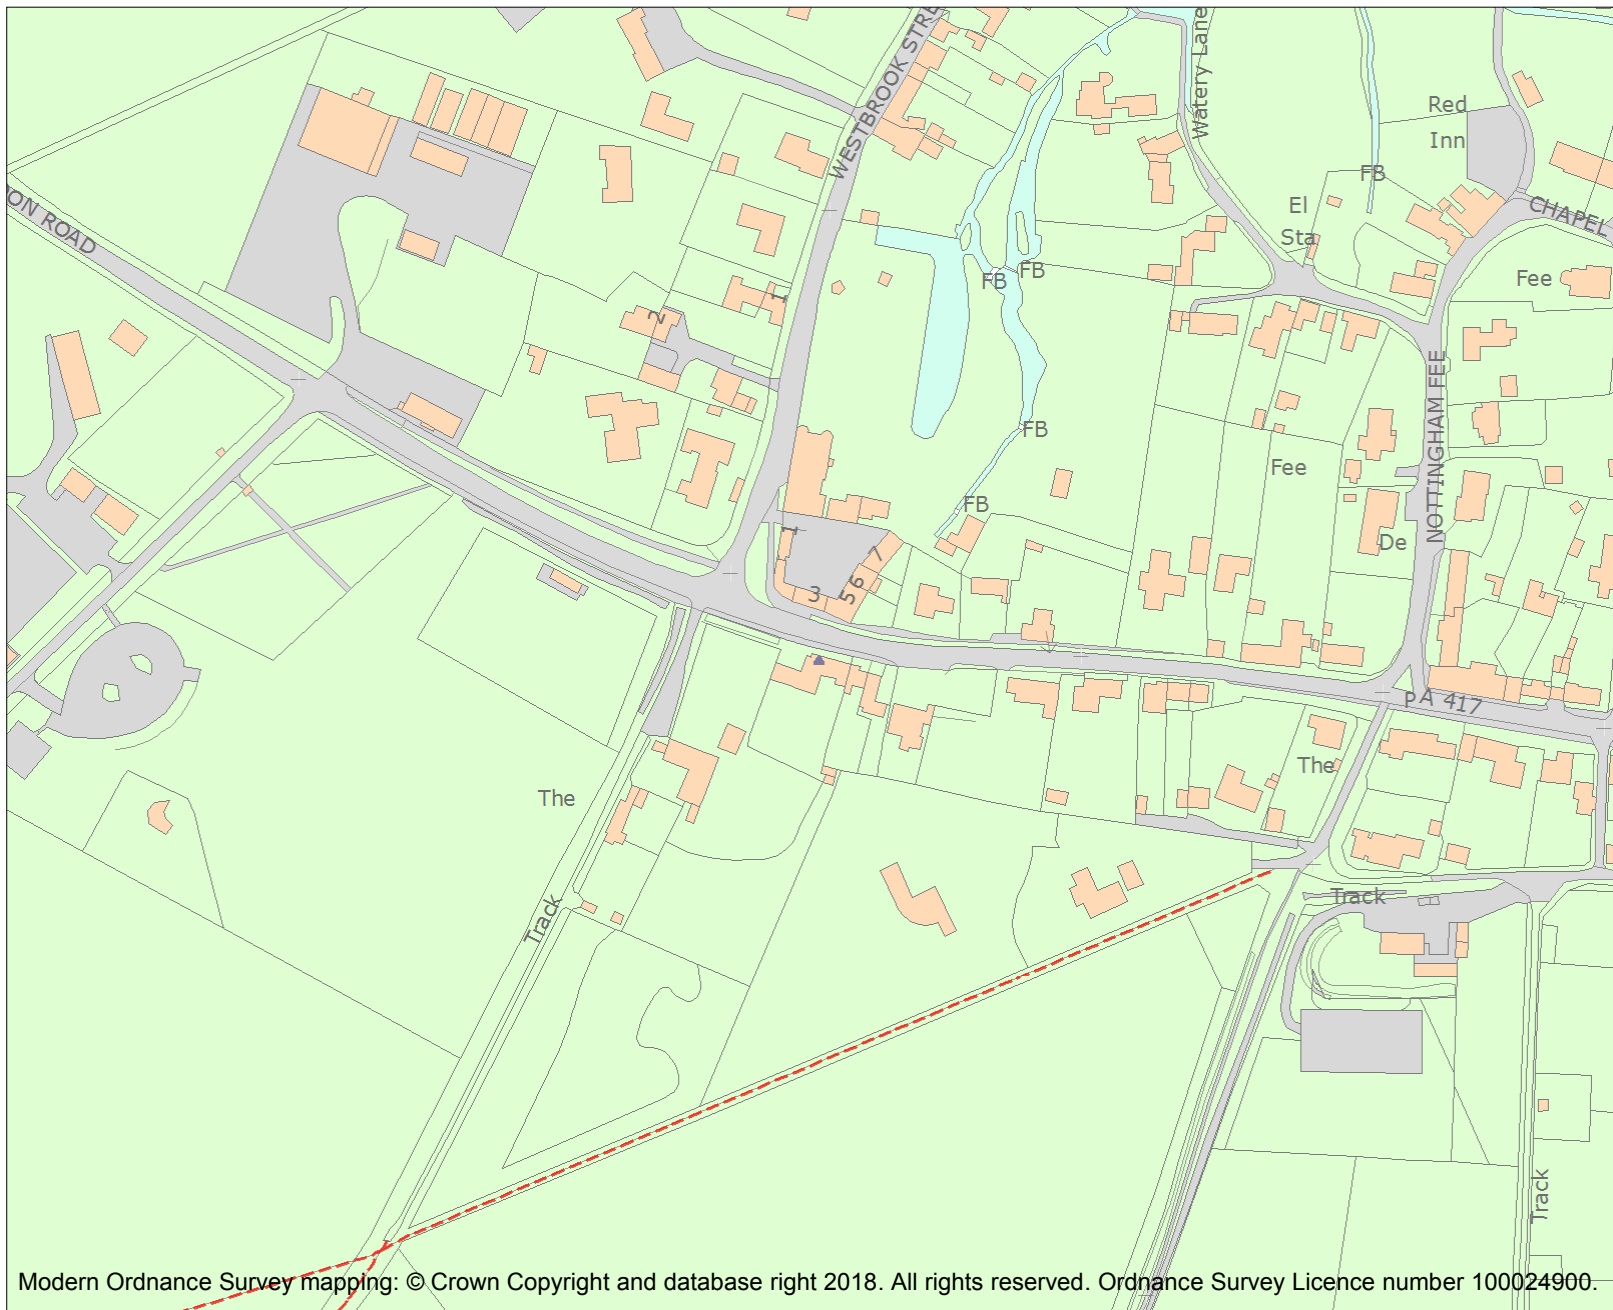 WESTBROOK STRE
Watery Lane
Red
Inn
FB
El
Sta
CHAPEL
ON ROAD
FB
FB
Fee
1
2
NOTTINGHAM FEE
FB
Fee
FB
1
De
7
6
5
3
P
A 417
The
The
Track
Track
Track
Modern Ordnance Survey mapping: © Crown Copyright and database right 2018. All rights reserved. Ordnance Survey Licence number 100024900.